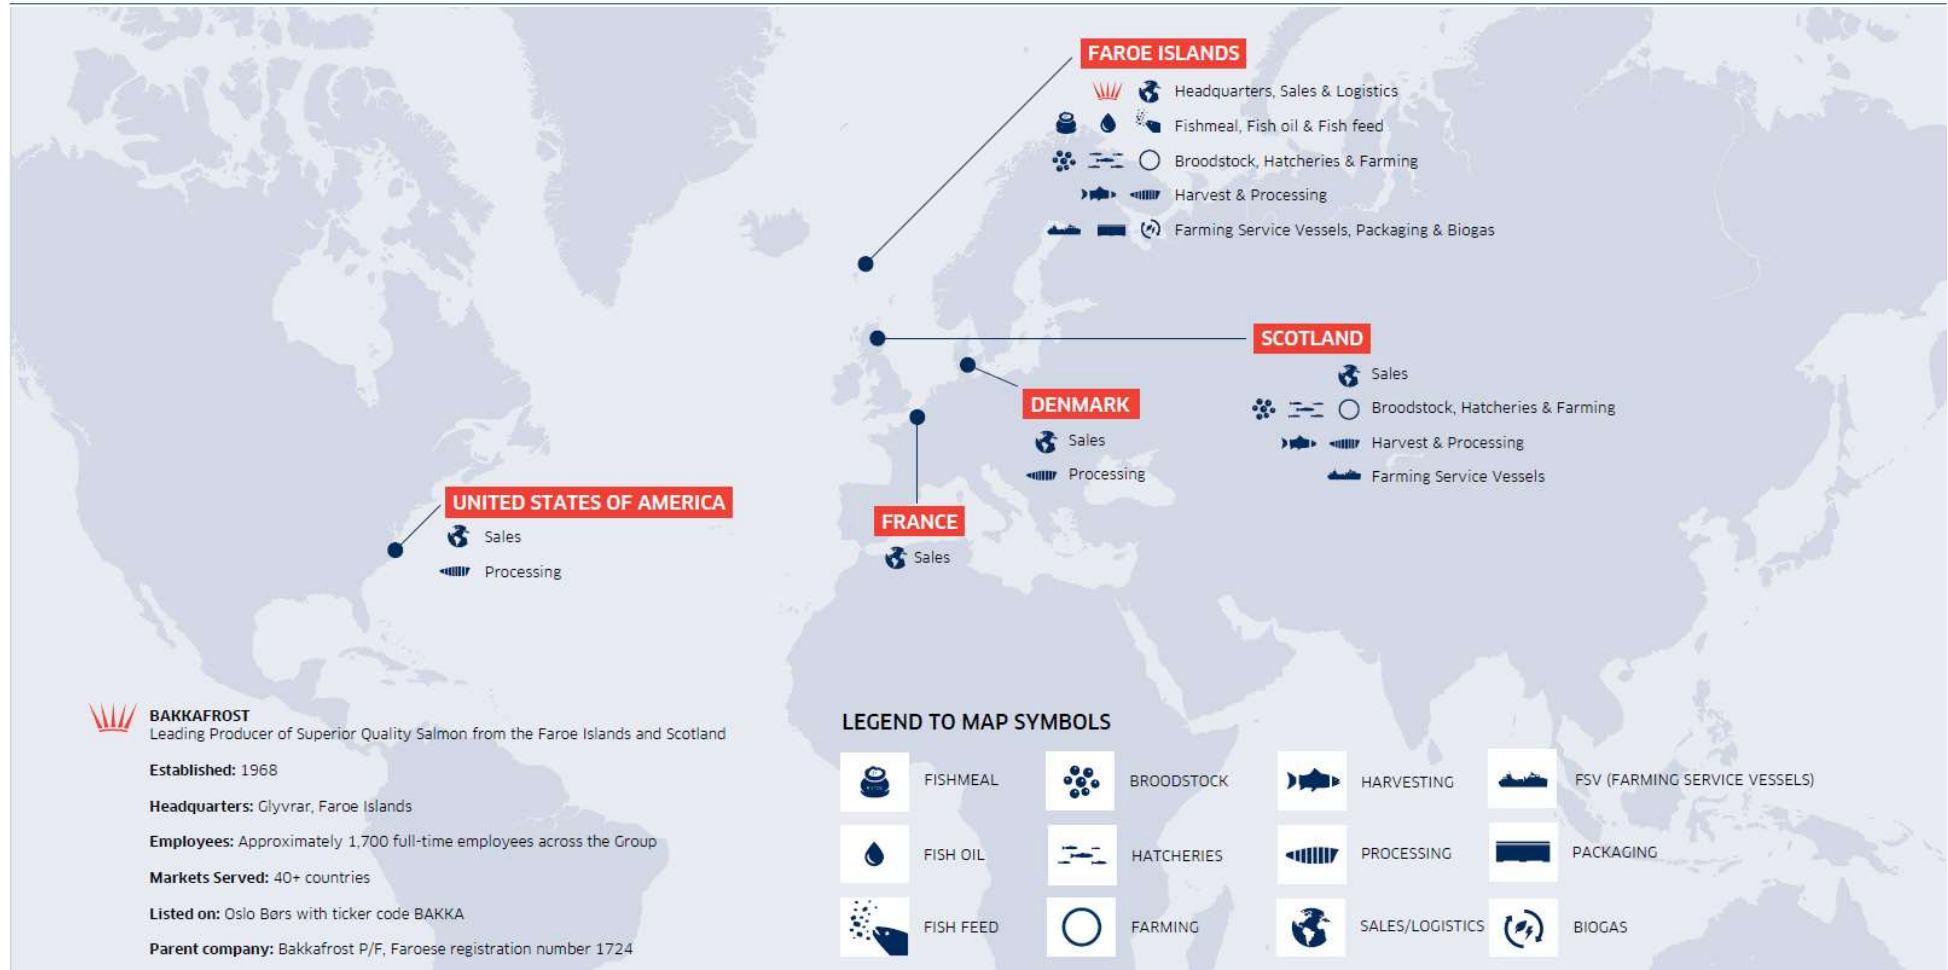 FAROE ISLANDS
Headquarters, Sales & Logistics
Fishmeal, Fish oil & Fish feed
Broodstock, Hatcheries & Farming
Harvest & Processing
Farming Service Vessels, Packaging & Biogas
SCOTLAND
Sales
Broodstock, Hatcheries & Farming
Harvest & Processing
Farming Service Vessels
DENMARK
Sales
Processing
UNITED STATES OF AMERICA
Sales
Processing
FRANCE
Sales
BAKKAFROST
Leading Producer of Superior Quality Salmon from the Faroe Islands and Scotland
Established: 1968
Headquarters: Glyvrar, Faroe Islands
Employees: Approximately 1,700 full-time employees across the Group
Markets Served: 40+ countries
Listed on: Oslo Børs with ticker code BAKKA
Parent company: Bakkafrost P/F, Faroese registration number 1724
LEGEND TO MAP SYMBOLS
FISHMEAL
BROODSTOCK
HARVESTING
FSV (FARMING SERVICE VESSELS)
FISH OIL
HATCHERIES
PROCESSING
PACKAGING
FISH FEED
FARMING
SALES/LOGISTICS
BIOGAS